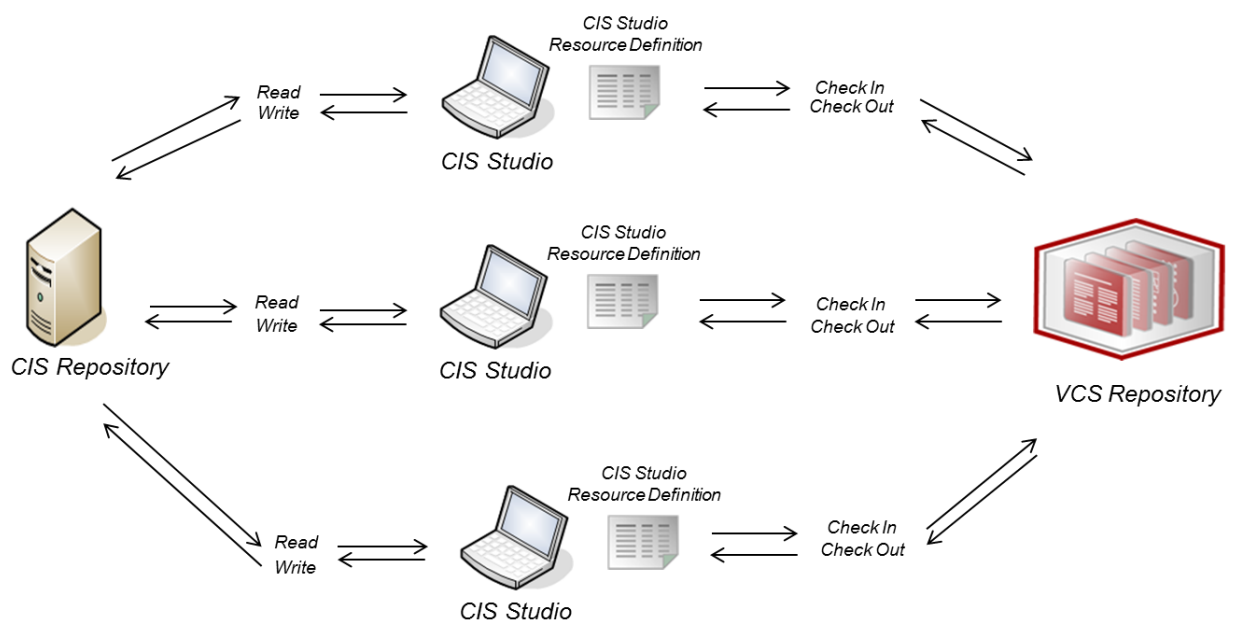 CIS Studio
Resource Definition
Read
Write
Check In
Check Out
CIS Studio
CIS Studio
Resource Definition
Read
Write
Check In
Check Out
CIS Repository
CIS Studio
VCS Repository
CIS Studio
Resource Definition
Read
Write
Check In
Check Out
CIS Studio